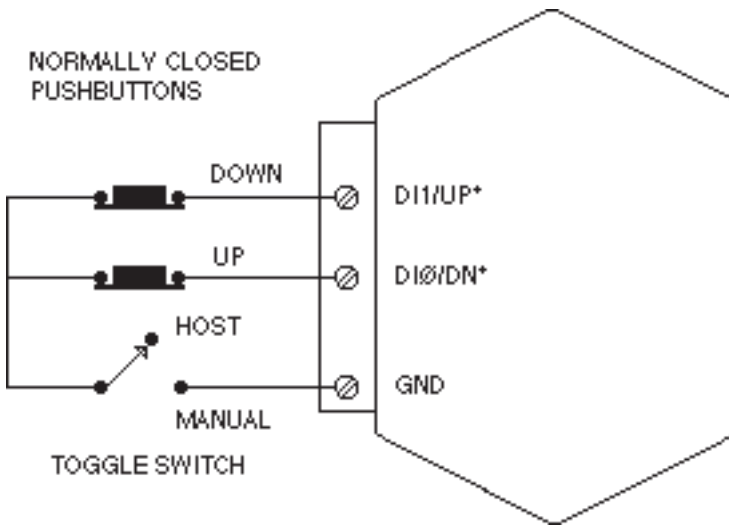 NORMALLY CLOSED
PUSHBUTTONS
DOWN
DI1/UP*
UP
DIØ/DN*
HOST
GND
MANUAL
TOGGLE SWITCH